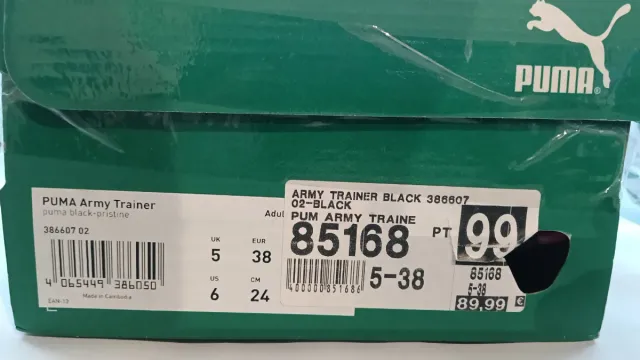 PUMA®
PUMA Army Trainer
puma black-pristine
386607 02
Adul
UK
5
EUR
38
US
6
CM
24
4 065449 386050
Made in Cambodia
ARMY TRAINER BLACK 386607
02-BLACK
PUM ARMY TRAINE
85168
PT
99
400000851686
5-38
85168
5-38
89,99 €